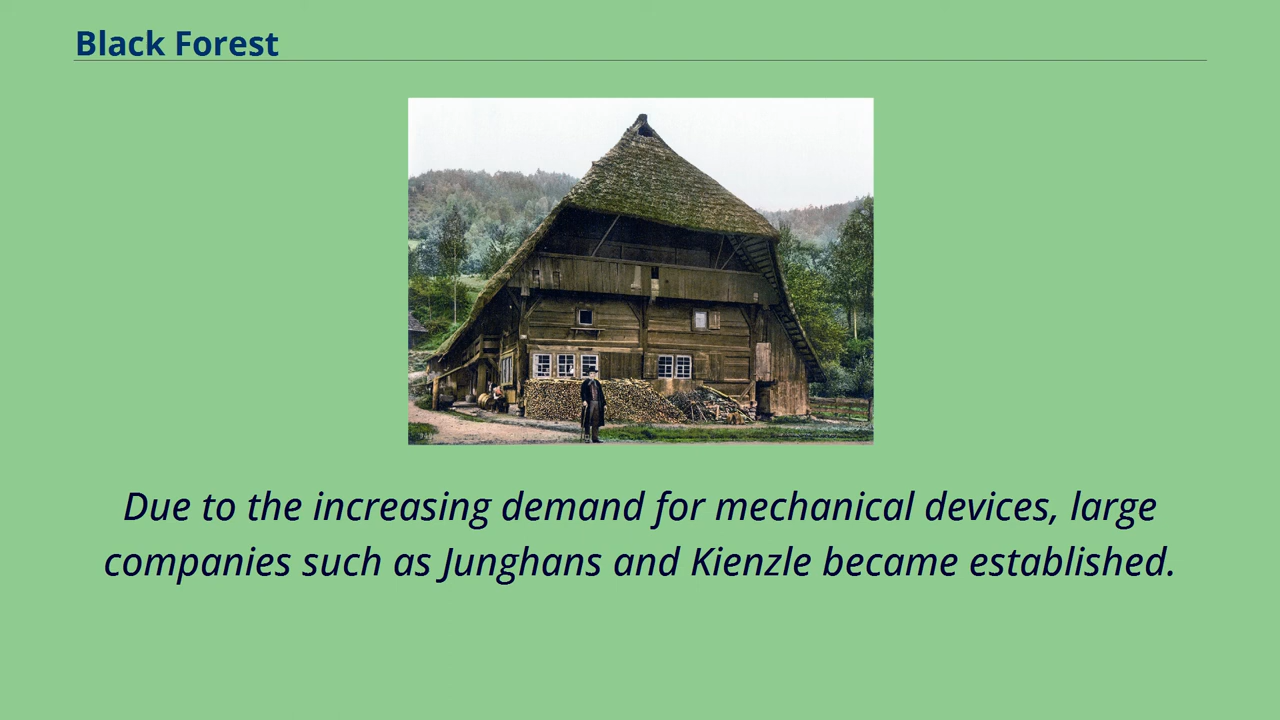 Black Forest
Due to the increasing demand for mechanical devices, large
companies such as Junghans and Kienzle became established.